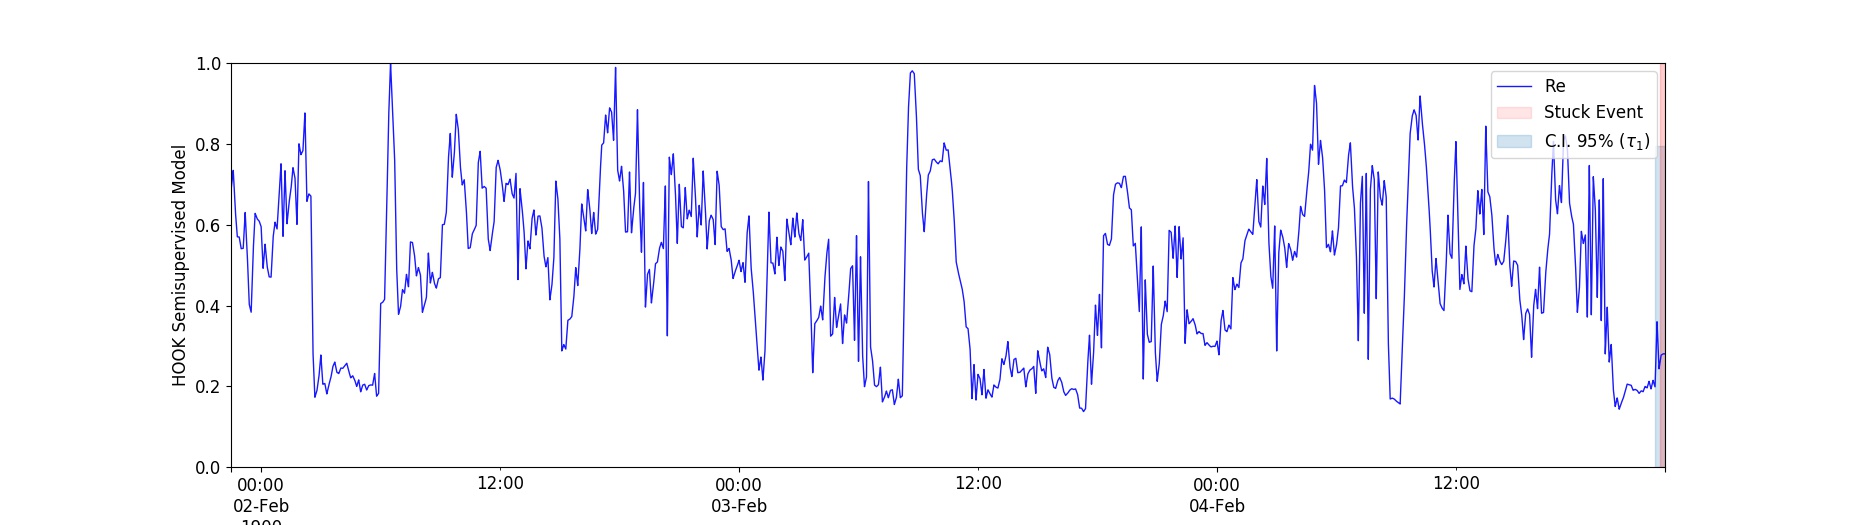 HOOK Semisupervised Model
1.0
0.8
0.6
0.4
0.2
0.0
Re
Stuck Event
C.I. 95% (τ₁)
00:00 12:00 00:00 12:00 00:00 12:00
02-Feb 03-Feb 04-Feb
1900